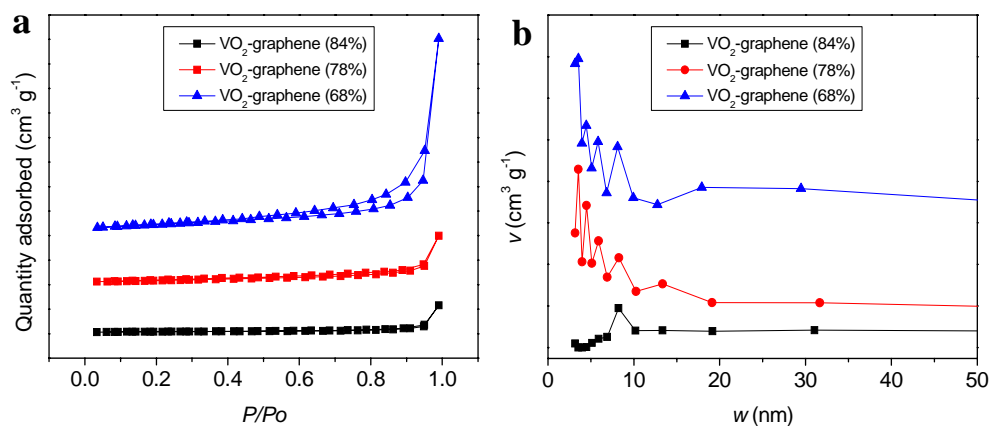 a
VO2-graphene (84%)
VO2-graphene (78%)
VO2-graphene (68%)
Quantity adsorbed (cm3 g-1)
0.0 0.2 0.4 0.6 0.8 1.0
P/Po
b
VO2-graphene (84%)
VO2-graphene (78%)
VO2-graphene (68%)
v (cm3 g-1)
0 10 20 30 40 50
w (nm)